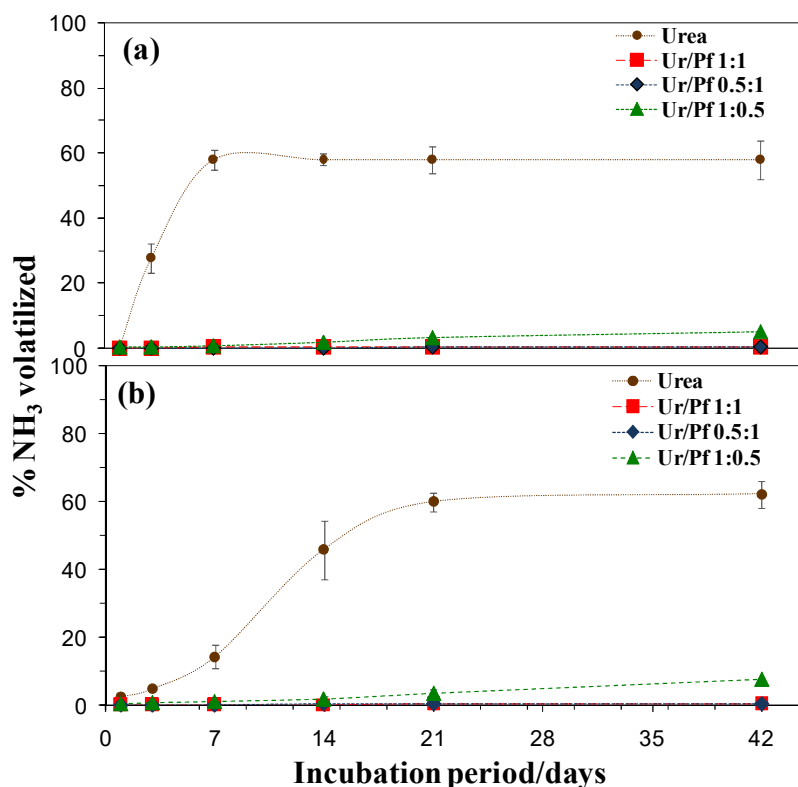 100
(a)
Urea
Ur/Pf 1:1
Ur/Pf 0.5:1
Ur/Pf 1:0.5
80
60
40
20
0
100
(b)
Urea
Ur/Pf 1:1
Ur/Pf 0.5:1
Ur/Pf 1:0.5
80
60
40
20
0
% NH₃ volatilized
0 7 14 21 28 35 42
Incubation period/days